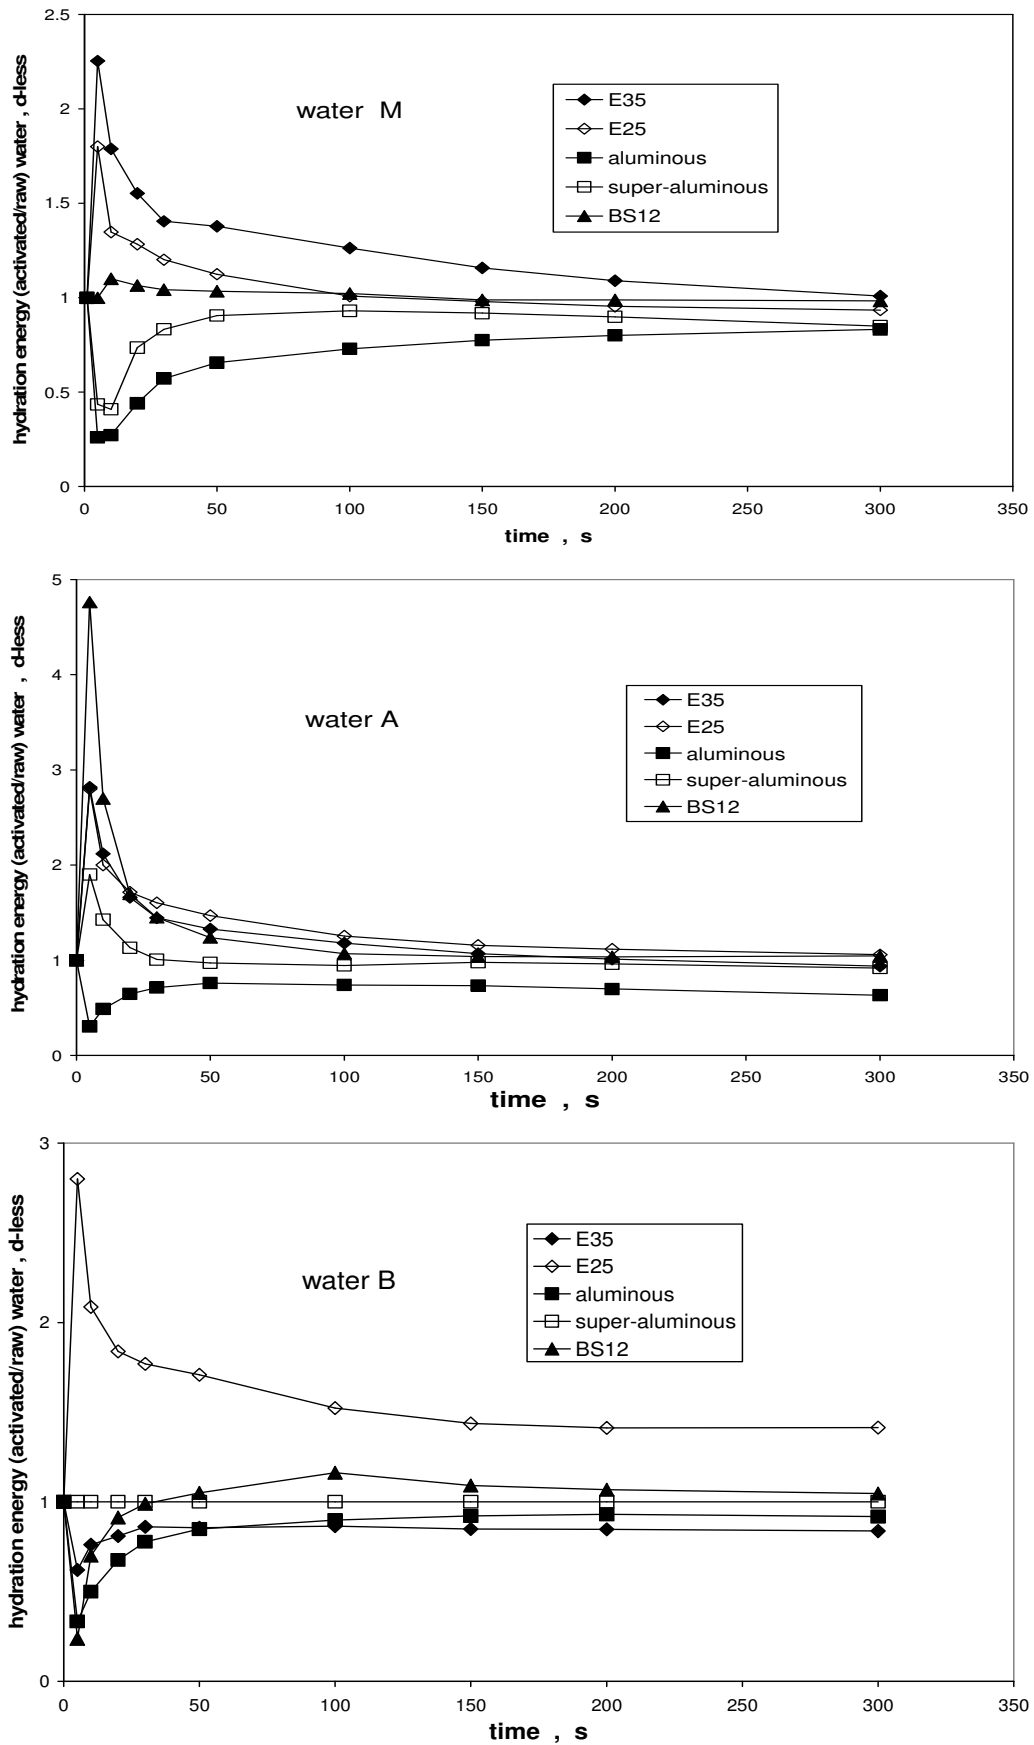 hydration energy (activated/raw) water , d-less
2.5
2
1.5
1
0.5
0
water M
E35
E25
aluminous
super-aluminous
BS12
0 50 100 150 200 250 300 350
time , s
hydration energy (activated/raw) water , d-less
5
4
3
2
1
0
water A
E35
E25
aluminous
super-aluminous
BS12
0 50 100 150 200 250 300 350
time , s
hydration energy (activated/raw) water , d-less
3
2
1
0
water B
E35
E25
aluminous
super-aluminous
BS12
0 50 100 150 200 250 300 350
time , s